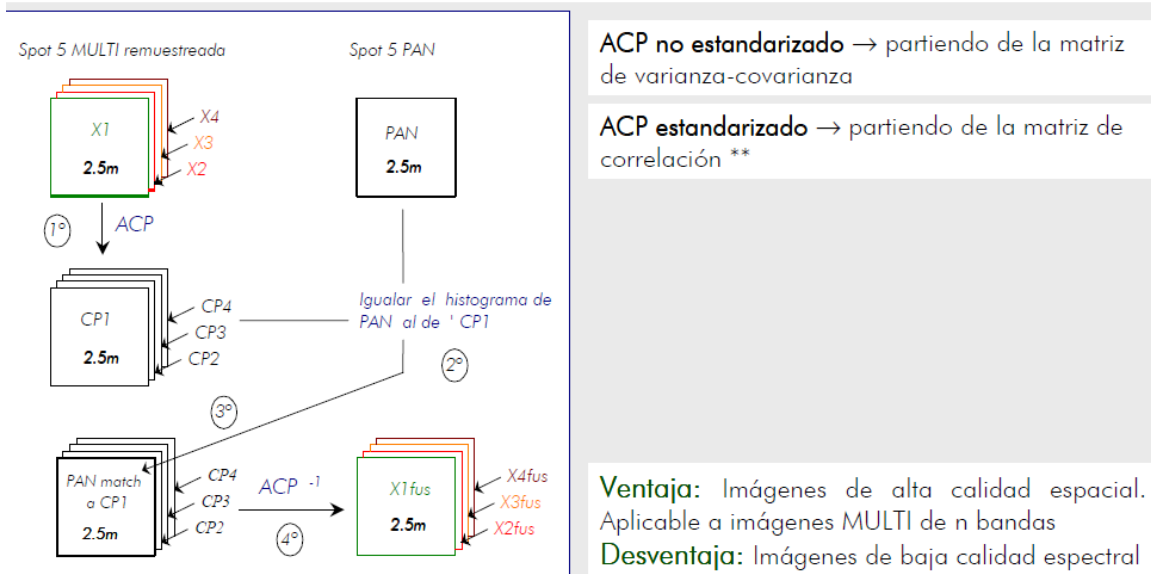 Spot 5 MULTI remuestreada
Spot 5 PAN
X1
2.5m
X4
X3
X2
PAN
2.5m
1º
ACP
CP1
2.5m
CP4
CP3
CP2
Igualar el histograma de
PAN al de ' CP1
2º
3º
PAN match
a CP1
2.5m
CP4
CP3
CP2
ACP -1
4º
X1fus
2.5m
X4fus
X3fus
X2fus
ACP no estandarizado → partiendo de la matriz
de varianza-covarianza
ACP estandarizado → partiendo de la matriz de
correlación **
Ventaja: Imágenes de alta calidad espacial.
Aplicable a imágenes MULTI de n bandas
Desventaja: Imágenes de baja calidad espectral